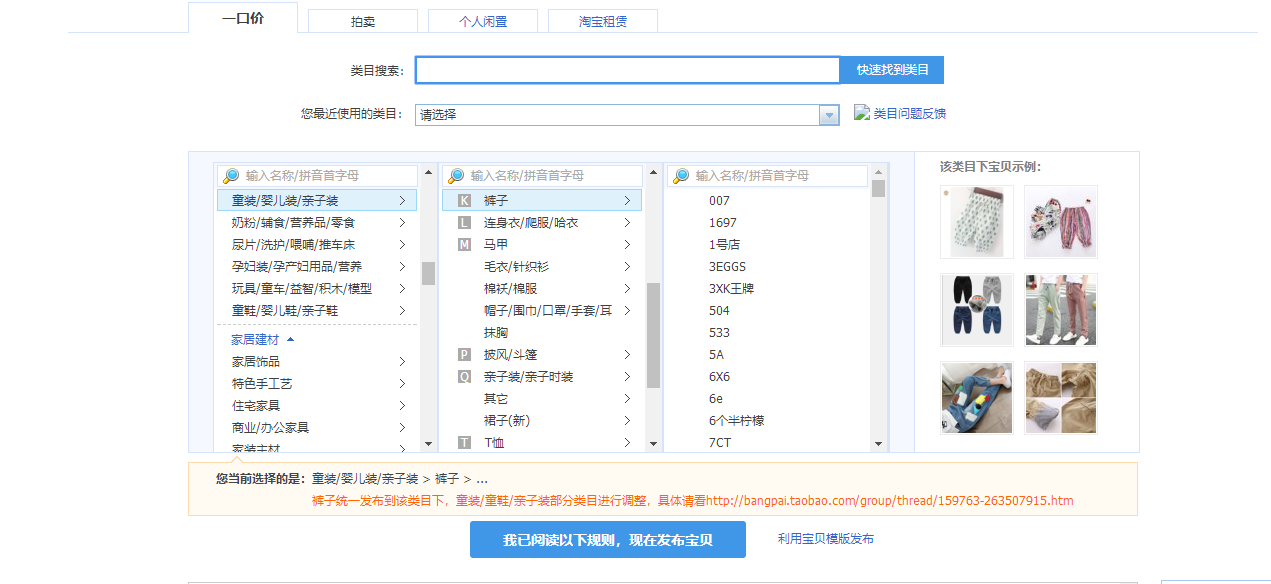 一口价
拍卖
个人闲置
淘宝租赁
类目搜索：
快速找到类目
您最近使用的类目：
请选择
类目问题反馈
输入名称/拼音首字母
童装/婴儿装/亲子装
奶粉/辅食/营养品/零食
尿片/洗护/喂哺/推车床
孕妇装/孕产妇用品/营养
玩具/童车/益智/积木/模型
童鞋/婴儿鞋/亲子鞋
家居建材
家居饰品
特色手工艺
住宅家具
商业/办公家具
家装主材
输入名称/拼音首字母
K 裤子
L 连身衣/爬服/哈衣
M 马甲
毛衣/针织衫
棉袄/棉服
帽子/围巾/口罩/手套/耳
抹胸
P 披风/斗篷
Q 亲子装/亲子时装
其它
裙子(新)
T T恤
输入名称/拼音首字母
007
1697
1号店
3EGGS
3XK王牌
504
533
5A
6X6
6e
6个半柠檬
7CT
该类目下宝贝示例：
您当前选择的是：童装/婴儿装/亲子装 > 裤子 > ...
裤子统一发布到该类目下，童装/童鞋/亲子装部分类目进行调整，具体请看http://bangpai.taobao.com/group/thread/159763-263507915.htm
我已阅读以下规则，现在发布宝贝
利用宝贝模版发布